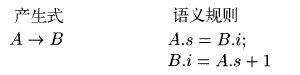 产生式 语义规则
A → B A.s = B.i;
B.i = A.s + 1